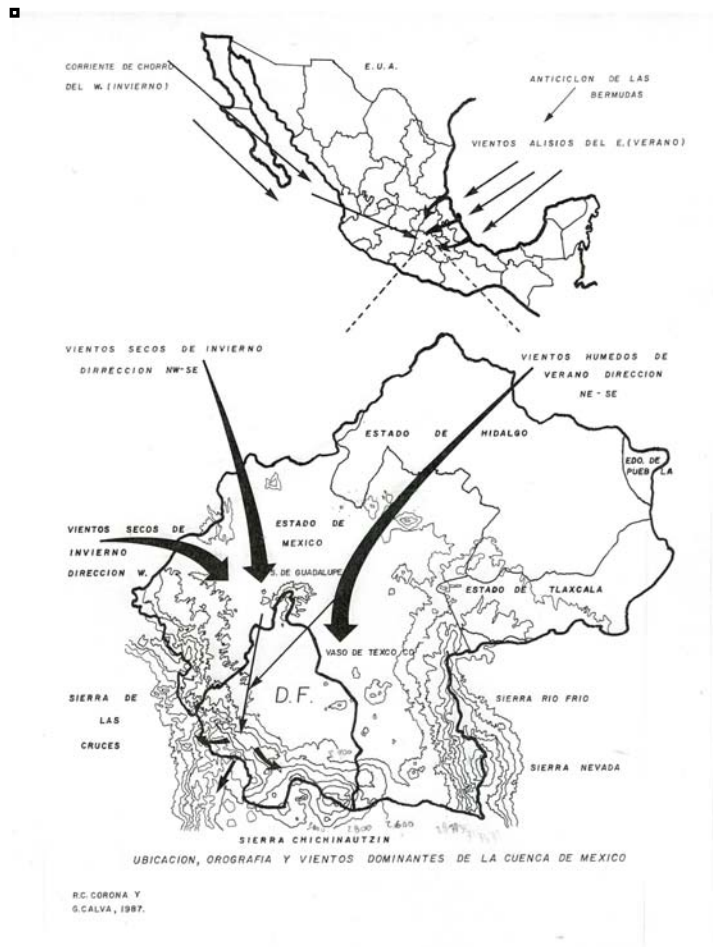 CORRIENTE DE CHORRO
DEL W. (INVIERNO)
E.U.A.
ANTICICLON DE LAS
BERMUDAS
VIENTOS ALISIOS DEL E.(VERANO)
VIENTOS SECOS DE INVIERNO
DIRRECCION NW-SE
VIENTOS HUMEDOS DE
VERANO DIRECCION
NE-SE
ESTADO DE HIDALGO
EDO. DE
PUEBLA
VIENTOS SECOS DE
INVIERNO
DIRECCION W.
ESTADO DE
MEXICO
S. DE GUADALUPE
ESTADO DE TLAXCALA
VASO DE TEXCOCO
D.F.
SIERRA DE
LAS
CRUCES
SIERRA RIO FRIO
SIERRA NEVADA
2800 2600
SIERRA CHICHINAUTZIN
UBICACION, OROGRAFIA Y VIENTOS DOMINANTES DE LA CUENCA DE MEXICO
R.C. CORONA Y
G.CALVA, 1987.